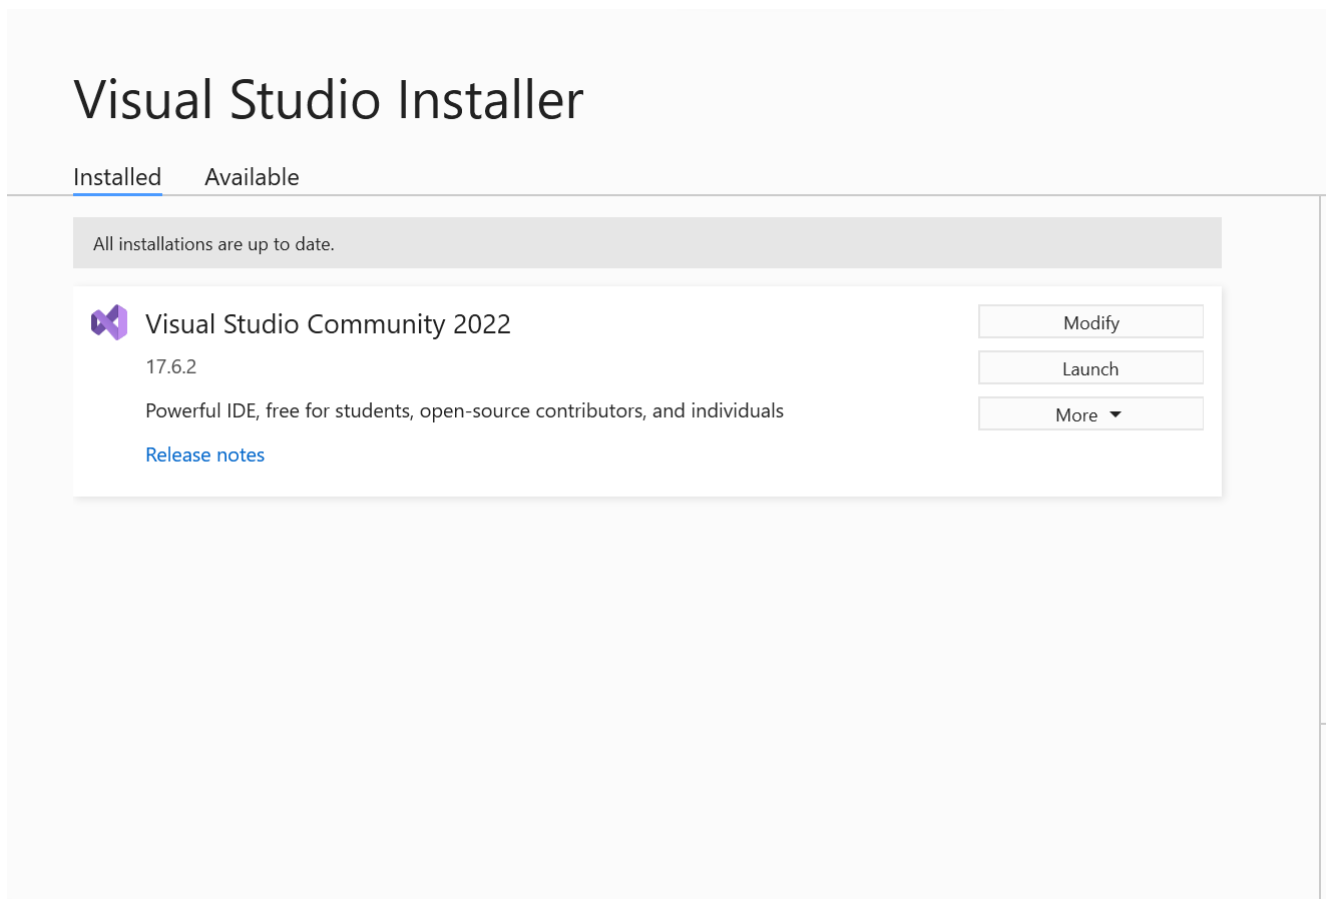 Visual Studio Installer
Installed Available
All installations are up to date.
Visual Studio Community 2022
Modify
17.6.2
Launch
Powerful IDE, free for students, open-source contributors, and individuals
More
Release notes